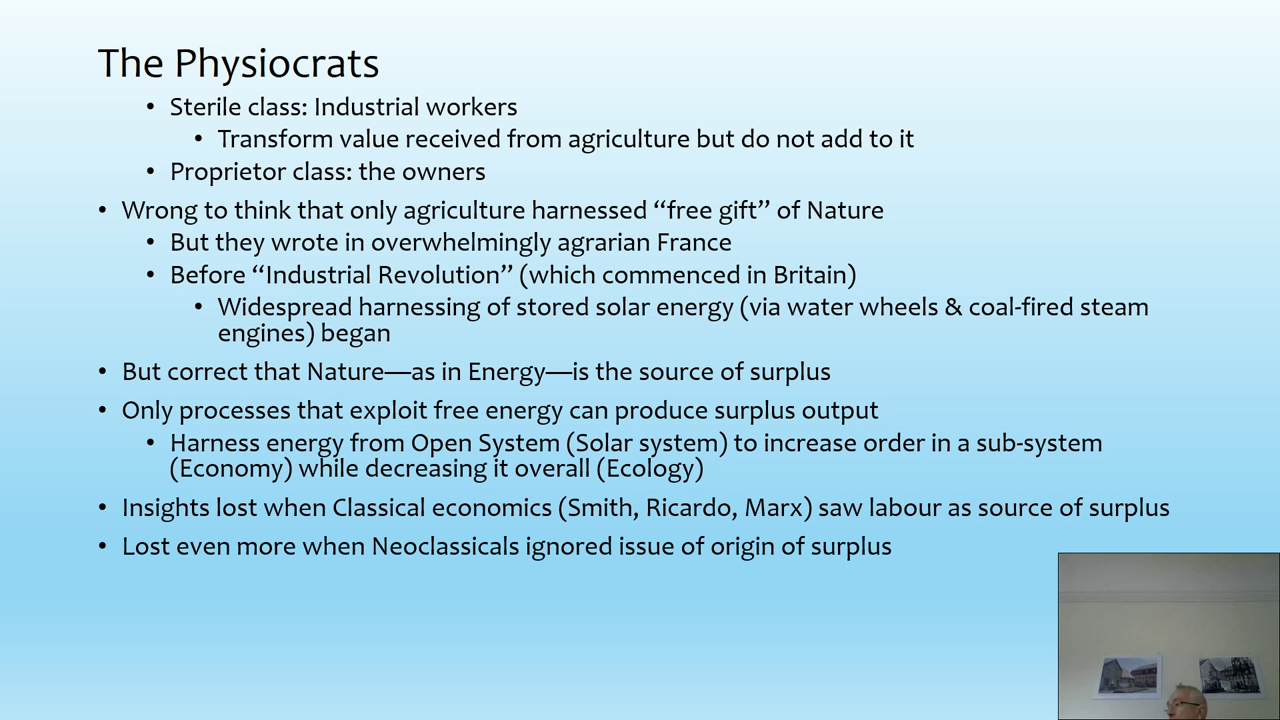 The Physiocrats
• Sterile class: Industrial workers
• Transform value received from agriculture but do not add to it
• Proprietor class: the owners
• Wrong to think that only agriculture harnessed “free gift” of Nature
• But they wrote in overwhelmingly agrarian France
• Before “Industrial Revolution” (which commenced in Britain)
• Widespread harnessing of stored solar energy (via water wheels & coal-fired steam
engines) began
• But correct that Nature—as in Energy—is the source of surplus
• Only processes that exploit free energy can produce surplus output
• Harness energy from Open System (Solar system) to increase order in a sub-system
(Economy) while decreasing it overall (Ecology)
• Insights lost when Classical economics (Smith, Ricardo, Marx) saw labour as source of surplus
• Lost even more when Neoclassicals ignored issue of origin of surplus